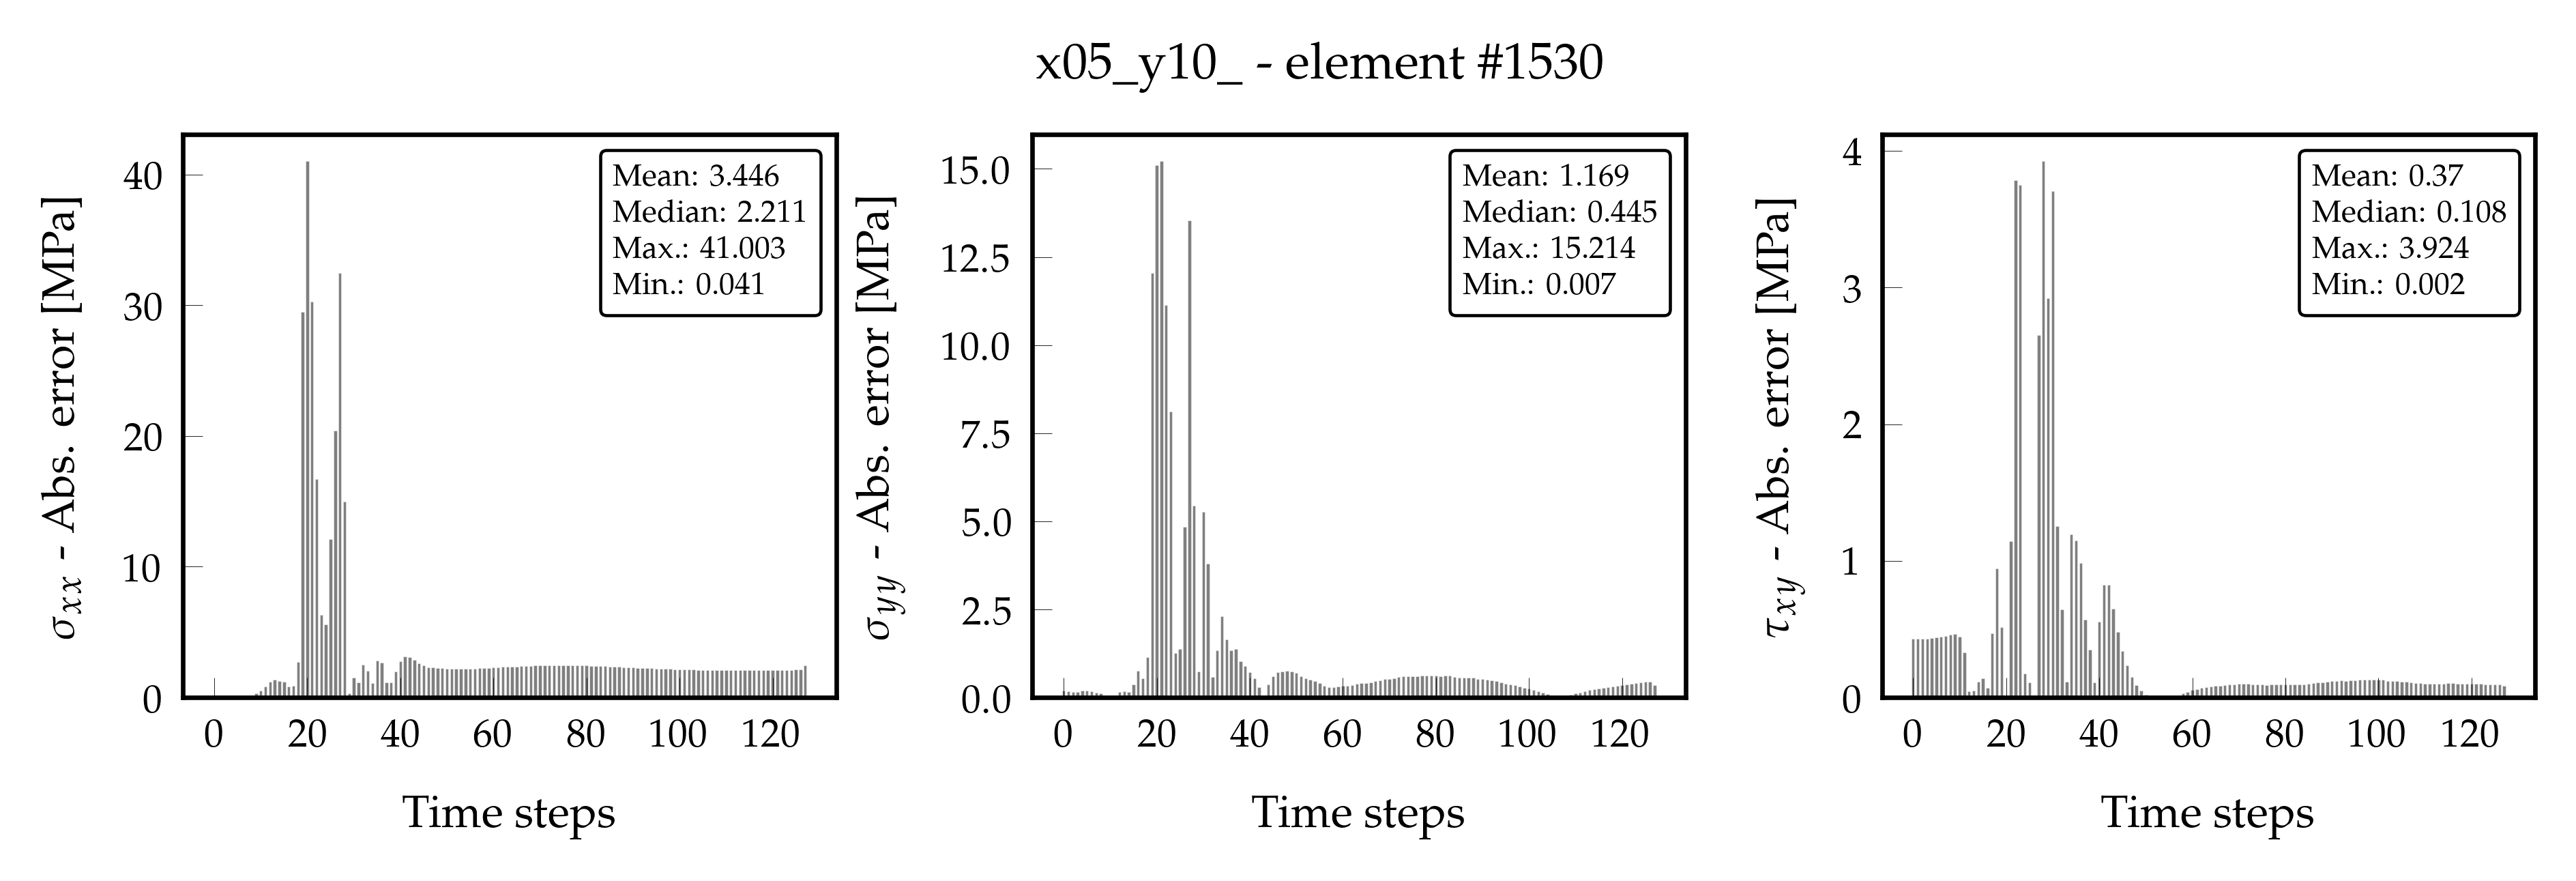 x05_y10_ - element #1530
σxx - Abs. error [MPa]
40
30
20
10
0
Mean: 3.446
Median: 2.211
Max.: 41.003
Min.: 0.041
0 20 40 60 80 100 120
Time steps
σyy - Abs. error [MPa]
15.0
12.5
10.0
7.5
5.0
2.5
0.0
Mean: 1.169
Median: 0.445
Max.: 15.214
Min.: 0.007
0 20 40 60 80 100 120
Time steps
τxy - Abs. error [MPa]
4
3
2
1
0
Mean: 0.37
Median: 0.108
Max.: 3.924
Min.: 0.002
0 20 40 60 80 100 120
Time steps